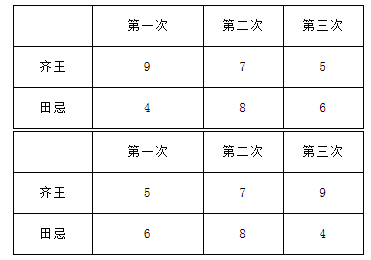 第一次 第二次 第三次
齐王 9 7 5
田忌 4 8 6
第一次 第二次 第三次
齐王 5 7 9
田忌 6 8 4